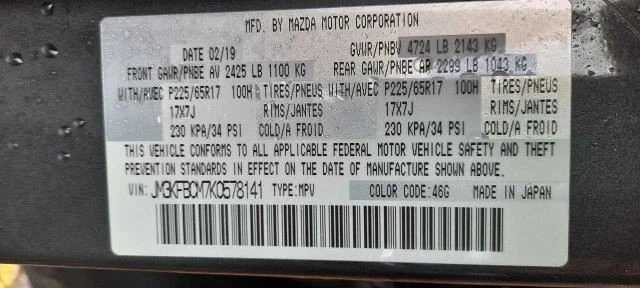 MFD. BY MAZDA MOTOR CORPORATION
DATE 02/19 GVWR/PNBV 4724 LB 2143 KG
FRONT GAWR/PNBE AV 2425 LB 1100 KG REAR GAWR/PNBE AR 2299 LB 1043 KG
WITH/AVEC P225/65R17 100H TIRES/PNEUS WITH/AVEC P225/65R17 100H TIRES/PNEUS
17X7J RIMS/JANTES 17X7J RIMS/JANTES
230 KPA/34 PSI COLD/A FROID 230 KPA/34 PSI COLD/A FROID
THIS VEHICLE CONFORMS TO ALL APPLICABLE FEDERAL MOTOR VEHICLE SAFETY AND THEFT
PREVENTION STANDARDS IN EFFECT ON THE DATE OF MANUFACTURE SHOWN ABOVE.
VIN: JM3KFBCM7K0578141 TYPE:MPV COLOR CODE:46G MADE IN JAPAN